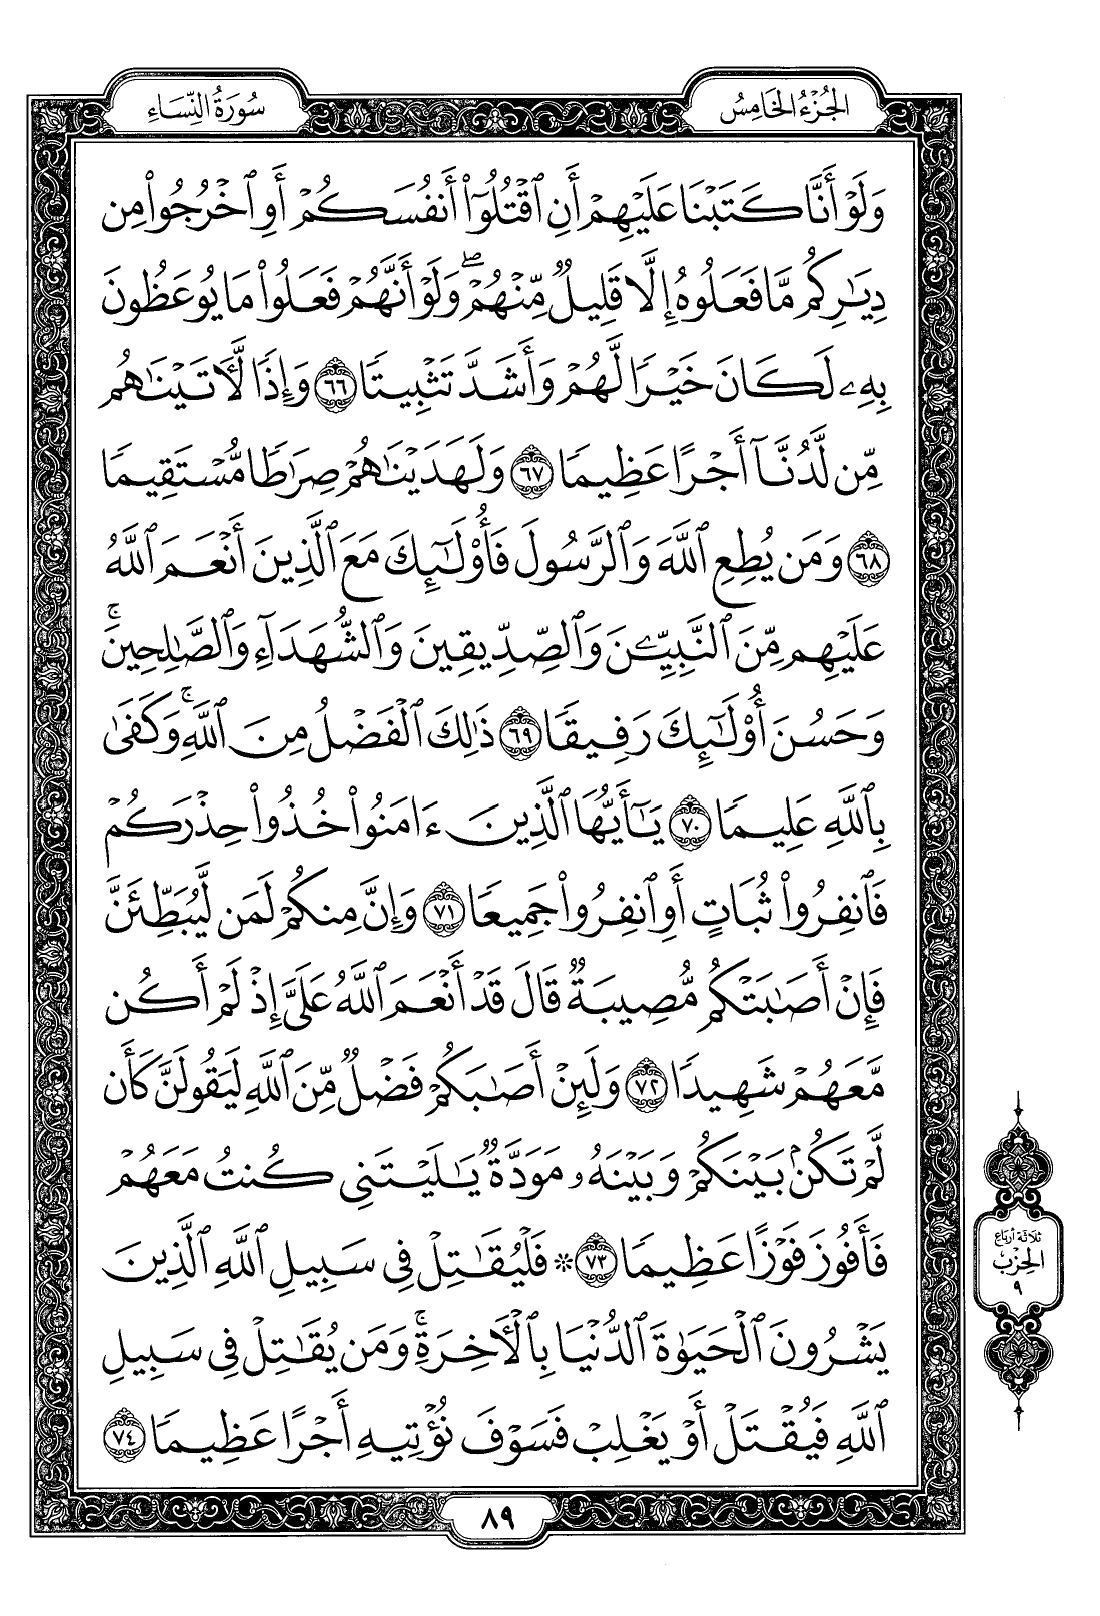 الجُزْءُ الخَامِسُ
سُورَةُ النِّسَاءِ
وَلَوۡ أَنَّا كَتَبۡنَا عَلَيۡهِمۡ أَنِ ٱقۡتُلُوٓاْ أَنفُسَكُمۡ أَوِ ٱخۡرُجُواْ مِن
دِيَٰرِكُم مَّا فَعَلُوهُ إِلَّا قَلِيلٞ مِّنۡهُمۡۖ وَلَوۡ أَنَّهُمۡ فَعَلُواْ مَا يُوعَظُونَ
بِهِۦ لَكَانَ خَيۡرٗا لَّهُمۡ وَأَشَدَّ تَثۡبِيتٗا ٦٦ وَإِذٗا لَّأٓتَيۡنَٰهُم
مِّن لَّدُنَّآ أَجۡرًا عَظِيمٗا ٦٧ وَلَهَدَيۡنَٰهُمۡ صِرَٰطٗا مُّسۡتَقِيمٗا
٦٨ وَمَن يُطِعِ ٱللَّهَ وَٱلرَّسُولَ فَأُوْلَٰٓئِكَ مَعَ ٱلَّذِينَ أَنۡعَمَ ٱللَّهُ
عَلَيۡهِم مِّنَ ٱلنَّبِيِّـۧنَ وَٱلصِّدِّيقِينَ وَٱلشُّهَدَآءِ وَٱلصَّٰلِحِينَۚ
وَحَسُنَ أُوْلَٰٓئِكَ رَفِيقٗا ٦٩ ذَٰلِكَ ٱلۡفَضۡلُ مِنَ ٱللَّهِۚ وَكَفَىٰ
بِٱللَّهِ عَلِيمٗا ٧٠ يَٰٓأَيُّهَا ٱلَّذِينَ ءَامَنُواْ خُذُواْ حِذۡرَكُمۡ
فَٱنفِرُواْ ثُبَاتٍ أَوِ ٱنفِرُواْ جَمِيعٗا ٧١ وَإِنَّ مِنكُمۡ لَمَن لَّيُبَطِّئَنَّ
فَإِنۡ أَصَٰبَتۡكُم مُّصِيبَةٞ قَالَ قَدۡ أَنۡعَمَ ٱللَّهُ عَلَيَّ إِذۡ لَمۡ أَكُن
مَّعَهُمۡ شَهِيدٗا ٧٢ وَلَئِنۡ أَصَٰبَكُمۡ فَضۡلٞ مِّنَ ٱللَّهِ لَيَقُولَنَّ كَأَن
لَّمۡ تَكُنۢ بَيۡنَكُمۡ وَبَيۡنَهُۥ مَوَدَّةٞ يَٰلَيۡتَنِي كُنتُ مَعَهُمۡ
فَأَفُوزَ فَوۡزًا عَظِيمٗا ٧٣ ۞ فَلۡيُقَٰتِلۡ فِي سَبِيلِ ٱللَّهِ ٱلَّذِينَ
يَشۡرُونَ ٱلۡحَيَوٰةَ ٱلدُّنۡيَا بِٱلۡأٓخِرَةِۚ وَمَن يُقَٰتِلۡ فِي سَبِيلِ
ٱللَّهِ فَيُقۡتَلۡ أَوۡ يَغۡلِبۡ فَسَوۡفَ نُؤۡتِيهِ أَجۡرًا عَظِيمٗا ٧٤
ثلاثة أرباع
الحِزْب
٩
٨٩